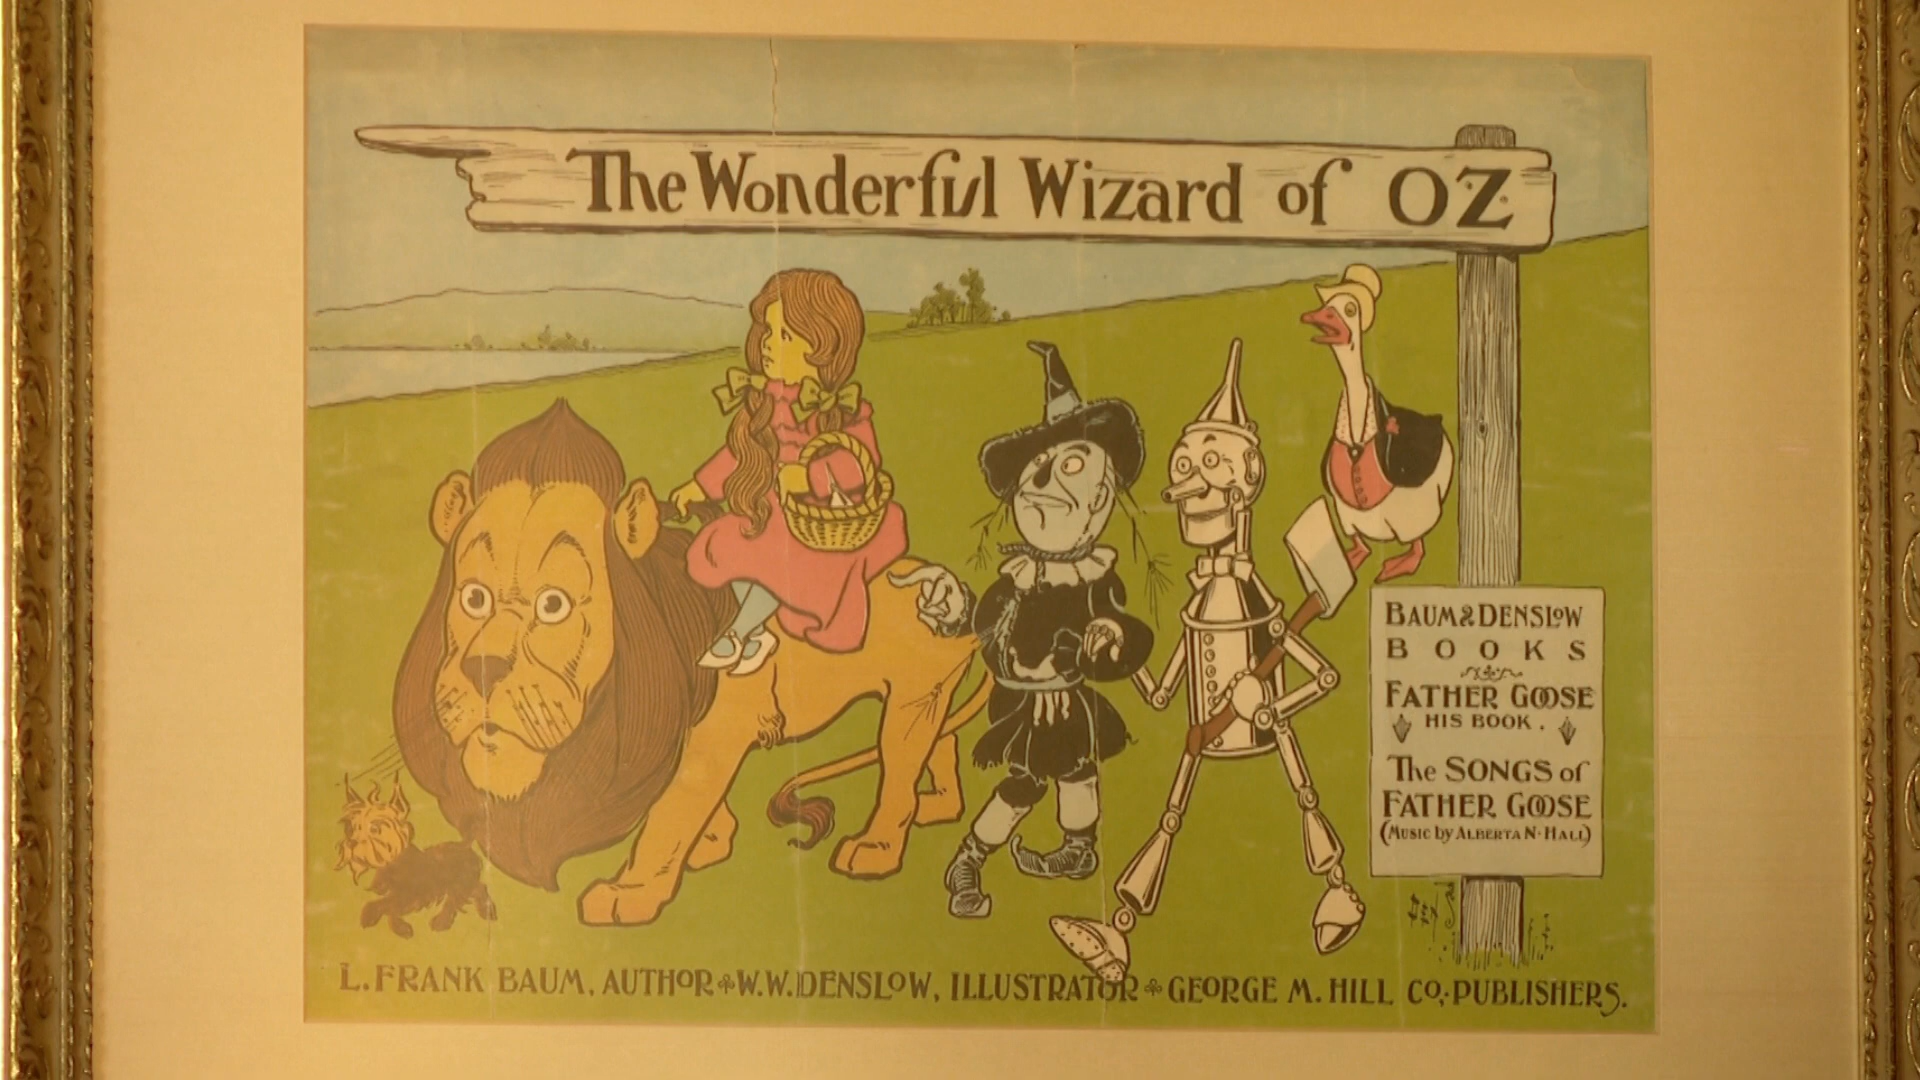 The Wonderful Wizard of OZ
BAUM & DENSLOW
BOOKS
FATHER GOOSE
HIS BOOK.
The SONGS of
FATHER GOOSE
(MUSIC by ALBERTA N. HALL)
L. FRANK BAUM, AUTHOR W.W. DENSLOW, ILLUSTRATOR GEORGE M. HILL CO., PUBLISHERS.